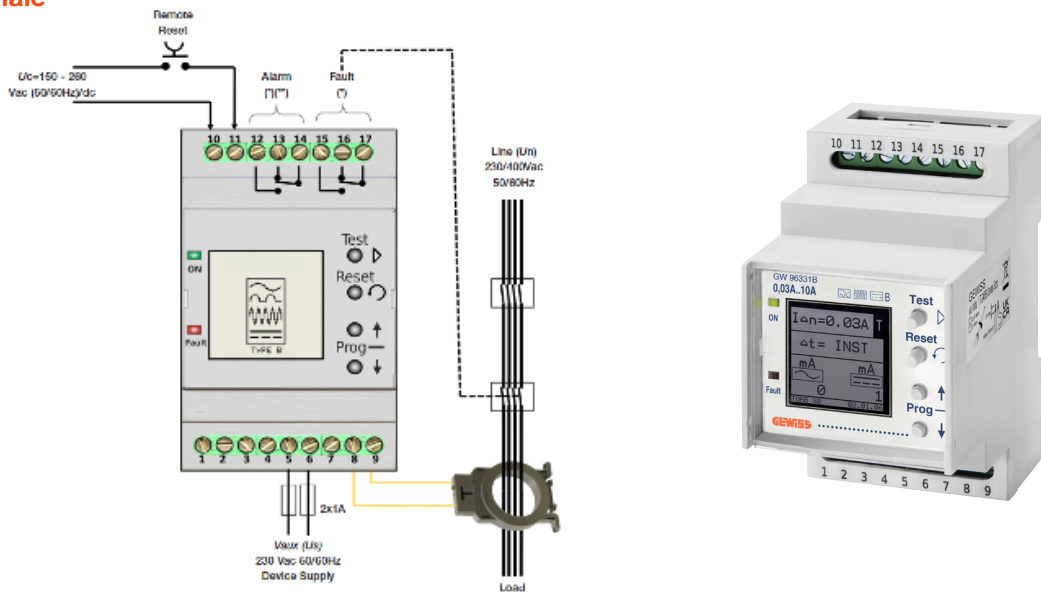 Remote
Reset
Uc=150 - 260
Vac (50/60Hz)/dc
Alarm
(*)(**)
Fault
(*)
10 11 12 13 14 15 16 17
Line (Un)
230/400Vac
50/60Hz
Test
ON
Reset
Fault
Prog
TYPE B
1 2 3 4 5 6 7 8 9
2x1A
Vaux (Us)
230 Vac 50/60Hz
Device Supply
T
Load
10 11 12 13 14 15 16 17
GW 96331B
0,03A..10A
B
ON
Test
IΔn=0.03A T
Δt= INST
Reset
mA mA
0 1
Fault
Prog
GEWISS
GEWISS
1 2 3 4 5 6 7 8 9